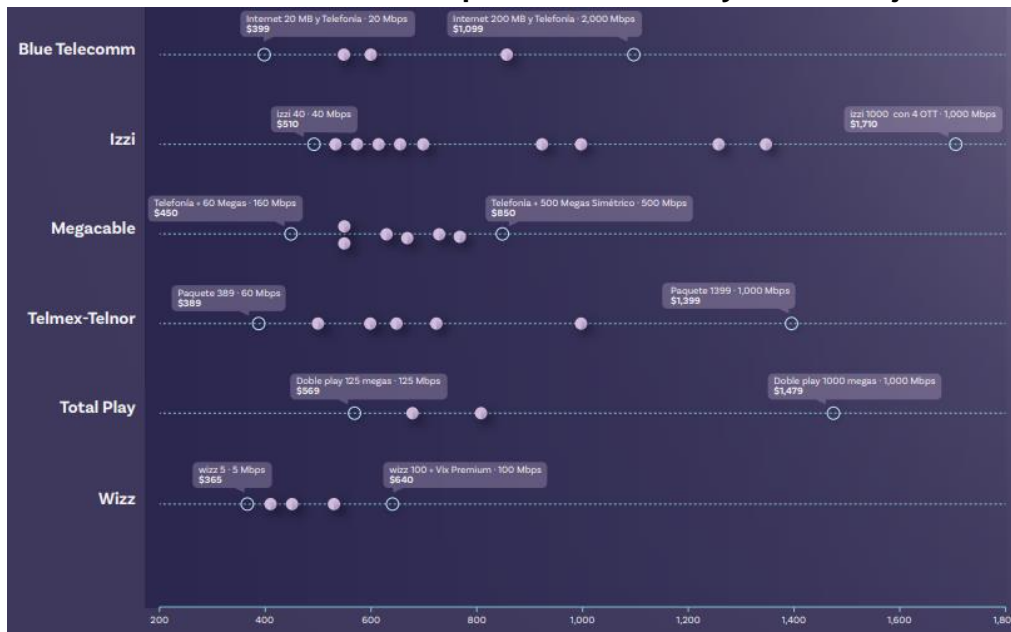 Internet 20 MB y Telefonía · 20 Mbps
$399
Internet 200 MB y Telefonía · 2,000 Mbps
$1,099
Blue Telecomm
Izzi 40 · 40 Mbps
$510
izzi 1000 con 4 OTT · 1,000 Mbps
$1,710
Izzi
Telefonía + 60 Megas · 160 Mbps
$450
Telefonía + 500 Megas Simétrico · 500 Mbps
$850
Megacable
Paquete 389 · 60 Mbps
$389
Paquete 1399 · 1,000 Mbps
$1,399
Telmex-Telnor
Doble play 125 megas · 125 Mbps
$569
Doble play 1000 megas · 1,000 Mbps
$1,479
Total Play
wizz 5 · 5 Mbps
$365
wizz 100 + Vix Premium · 100 Mbps
$640
Wizz
200 400 600 800 1,000 1,200 1,400 1,600